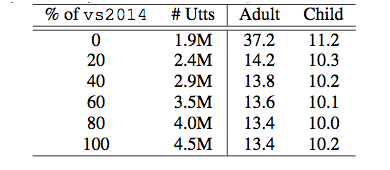 % of vs2014 # Utts Adult Child
0 1.9M 37.2 11.2
20 2.4M 14.2 10.3
40 2.9M 13.8 10.2
60 3.5M 13.6 10.1
80 4.0M 13.4 10.0
100 4.5M 13.4 10.2